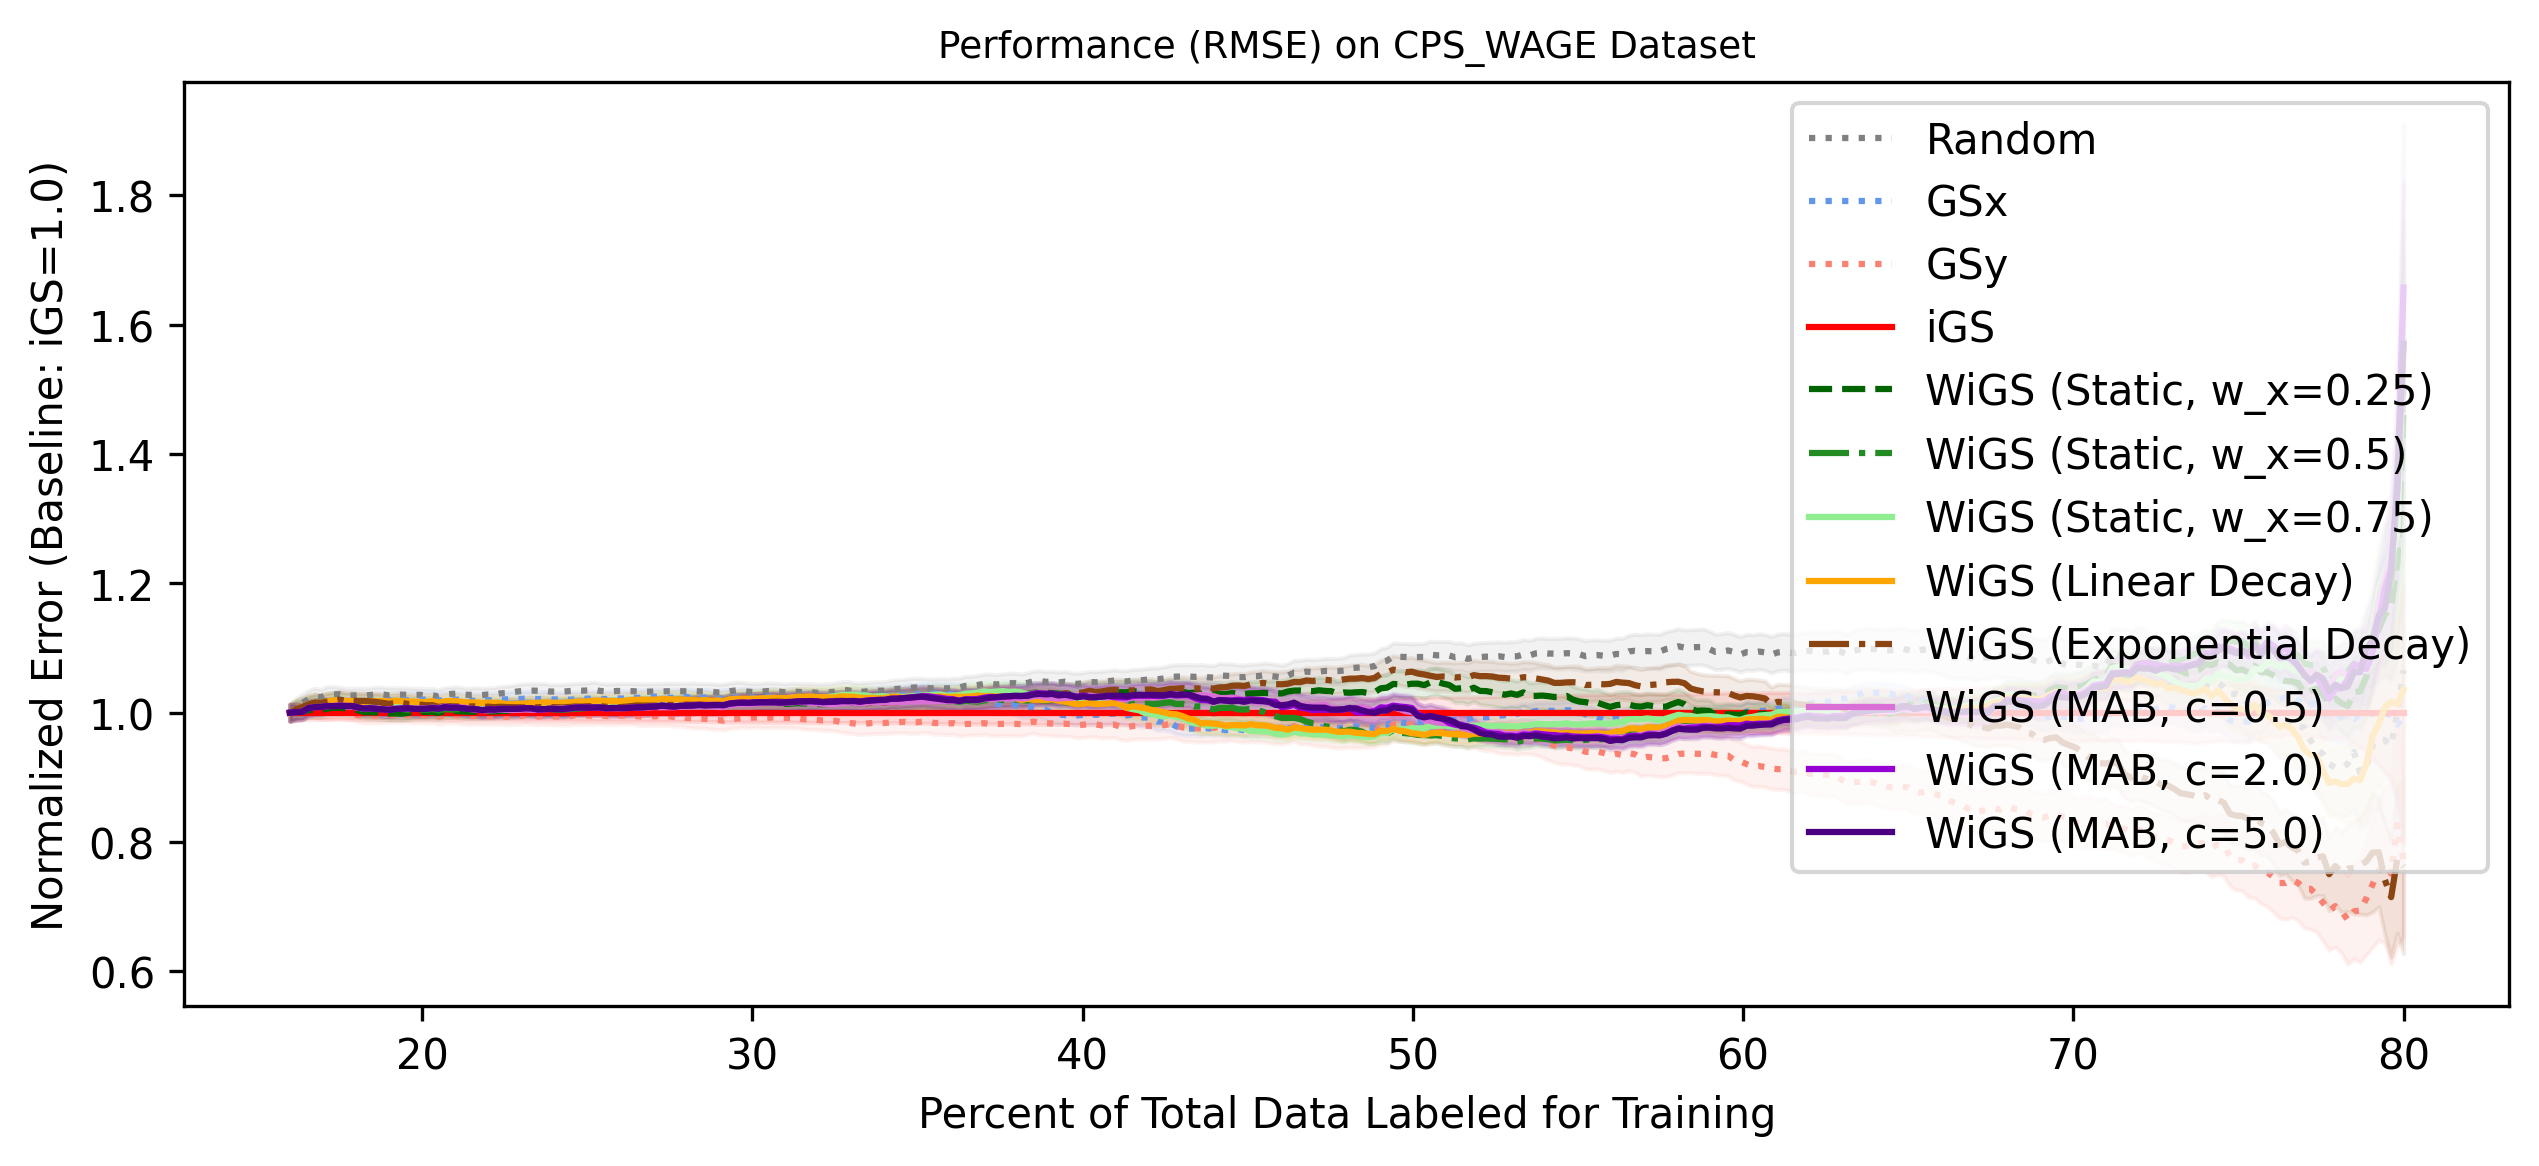 Performance (RMSE) on CPS_WAGE Dataset
Normalized Error (Baseline: iGS=1.0)
1.8
1.6
1.4
1.2
1.0
0.8
0.6
Random
GSx
GSy
iGS
WiGS (Static, w_x=0.25)
WiGS (Static, w_x=0.5)
WiGS (Static, w_x=0.75)
WiGS (Linear Decay)
WiGS (Exponential Decay)
WiGS (MAB, c=0.5)
WiGS (MAB, c=2.0)
WiGS (MAB, c=5.0)
20 30 40 50 60 70 80
Percent of Total Data Labeled for Training